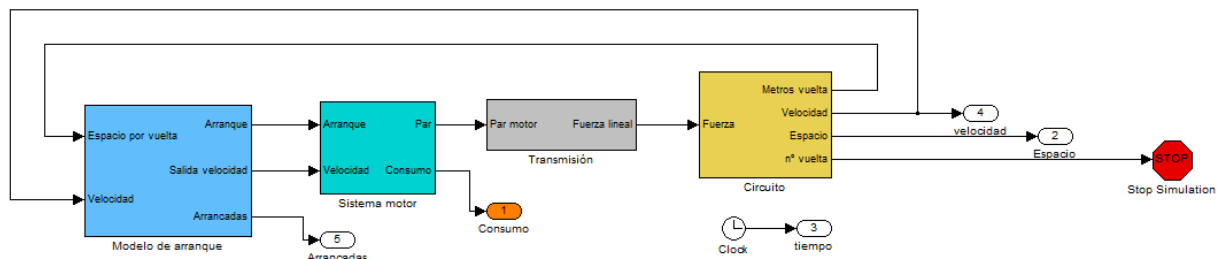 Espacio por vuelta
Velocidad
Arranque
Salida velocidad
Arrancadas
Modelo de arranque
5
Arrancadas
Arranque
Velocidad
Par
Consumo
Sistema motor
1
Consumo
Par motor
Fuerza lineal
Transmisión
Fuerza
Metros vuelta
Velocidad
Espacio
nº vuelta
Circuito
4
velocidad
2
Espacio
STOP
Stop Simulation
Clock
3
tiempo